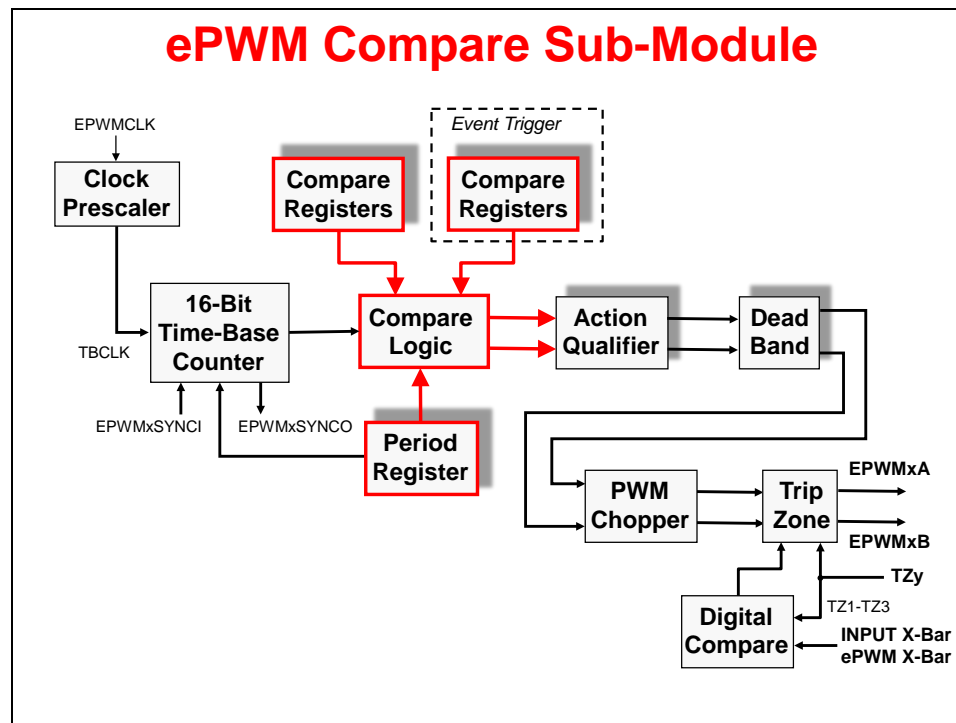 ePWM Compare Sub-Module
EPWMCLK
Clock
Prescaler
Compare
Registers
Event Trigger
Compare
Registers
TBCLK
16-Bit
Time-Base
Counter
Compare
Logic
Action
Qualifier
Dead
Band
EPWMxSYNCI
EPWMxSYNCO
Period
Register
PWM
Chopper
Trip
Zone
EPWMxA
EPWMxB
TZy
TZ1-TZ3
Digital
Compare
INPUT X-Bar
ePWM X-Bar